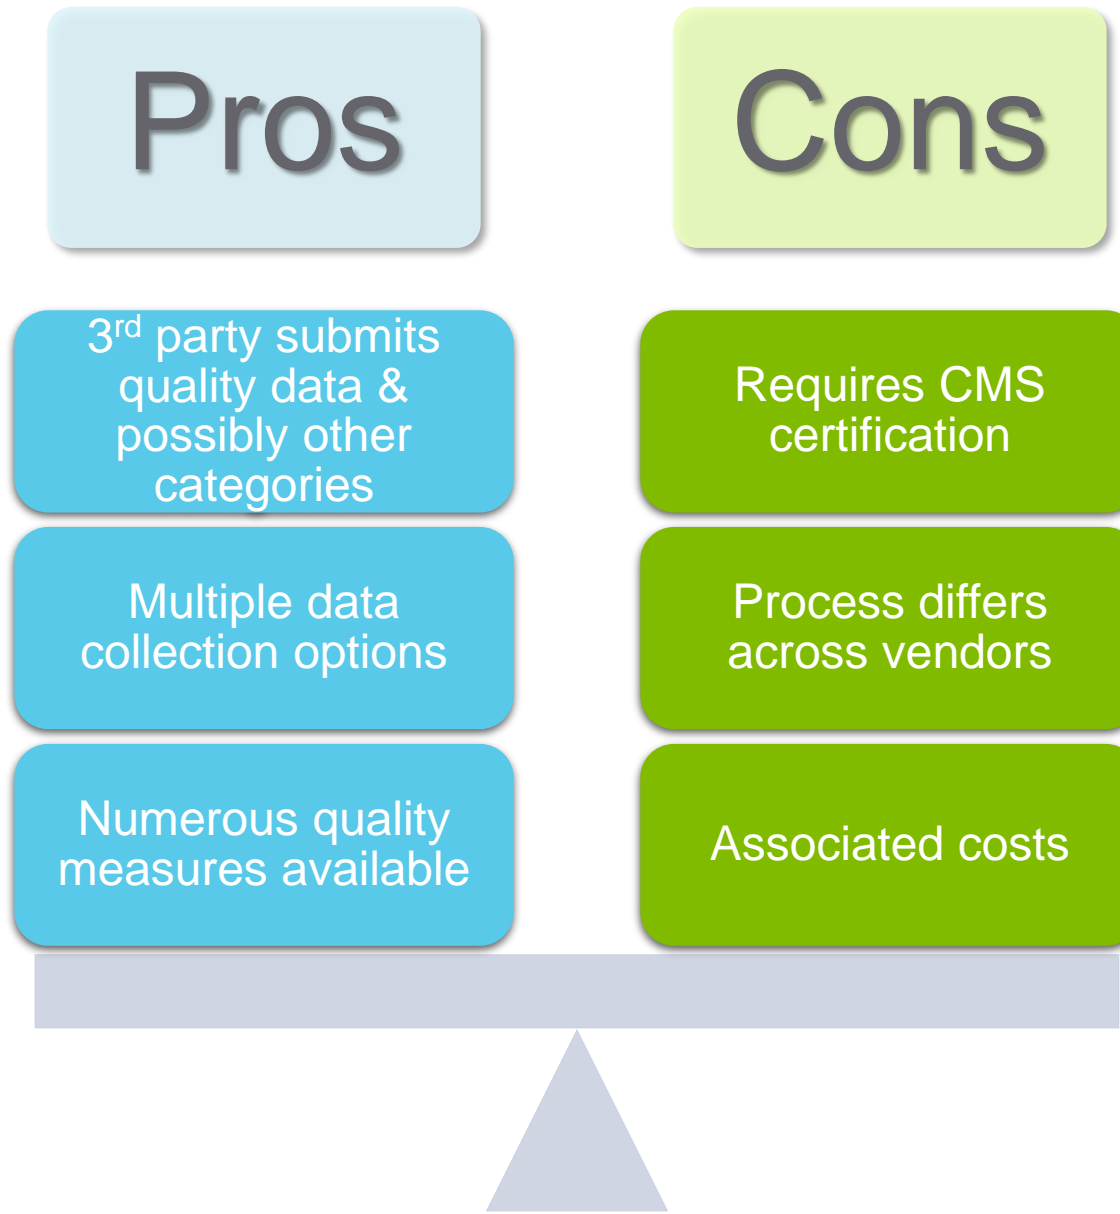 Pros
3rd party submits
quality data &
possibly other
categories
Multiple data
collection options
Numerous quality
measures available
Cons
Requires CMS
certification
Process differs
across vendors
Associated costs